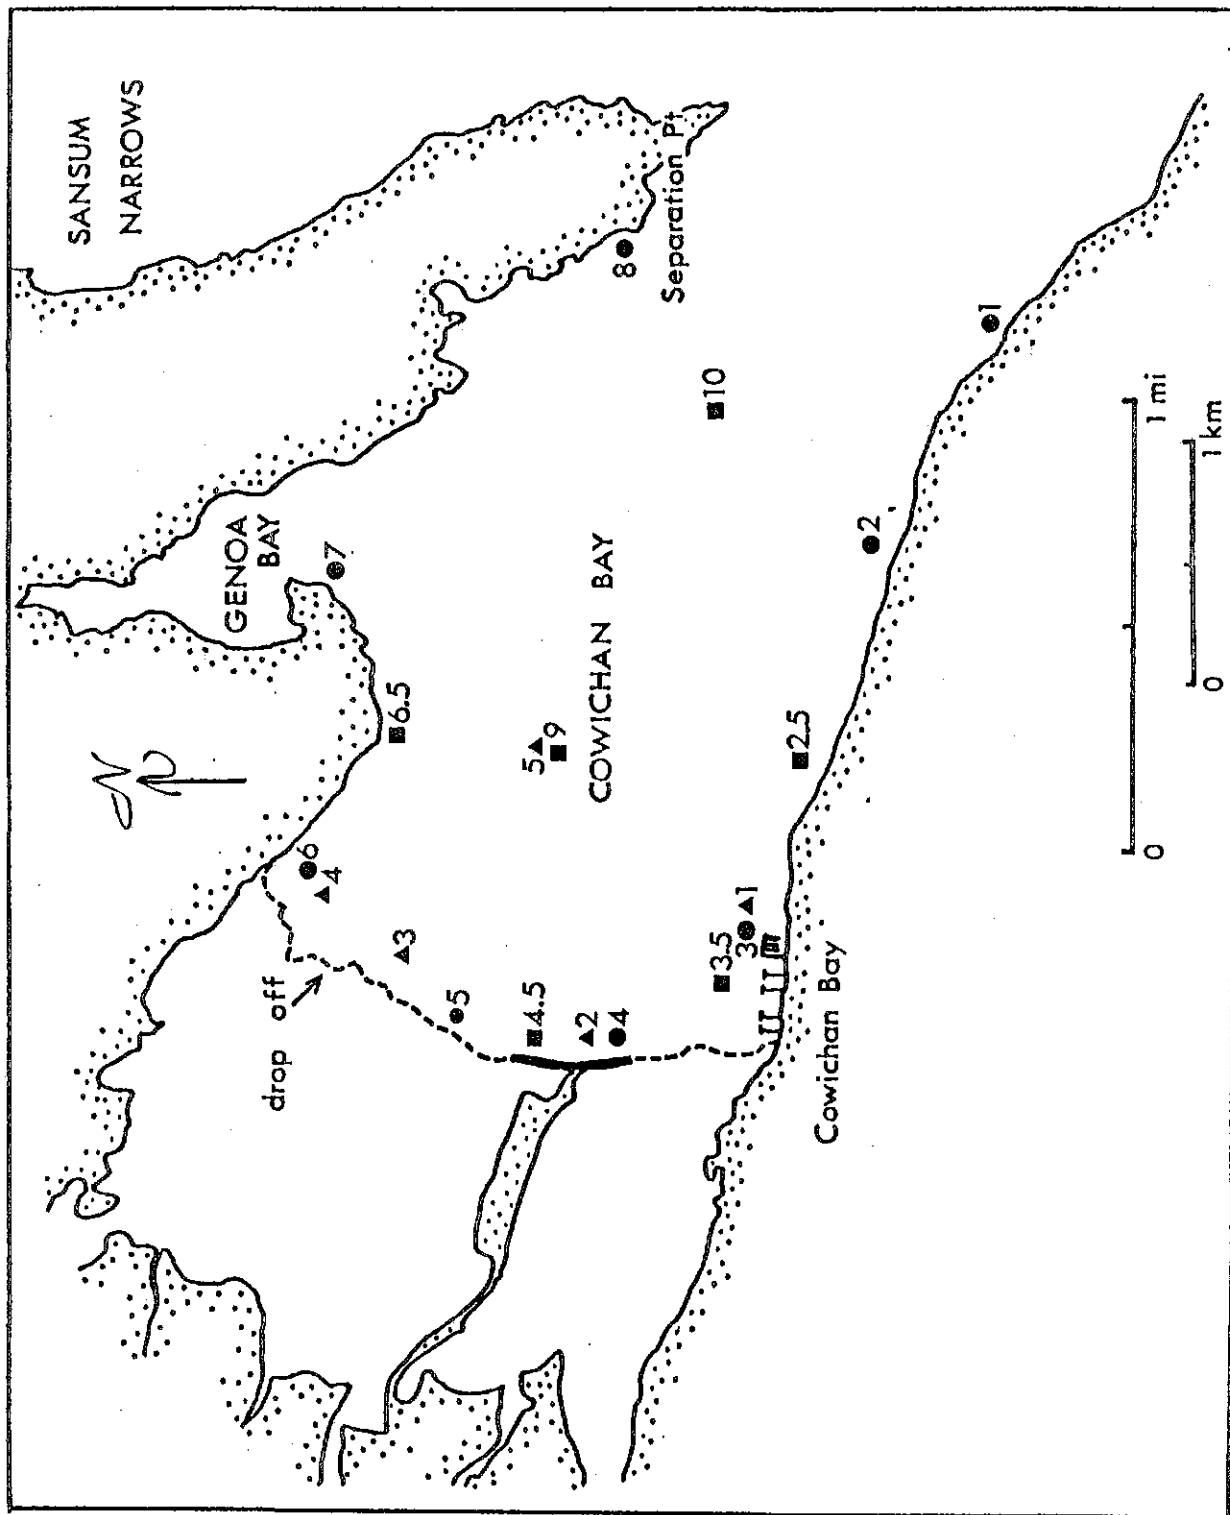 SANSUM
NARROWS
GENOA
BAY
N
drop off
COWICHAN BAY
Separation Pt
Cowichan Bay
7
6.5
6
4
3
5
5
9
8
4.5
2
4
10
3.5
3
1
2.5
2
1
0
1 mi
0
1 km